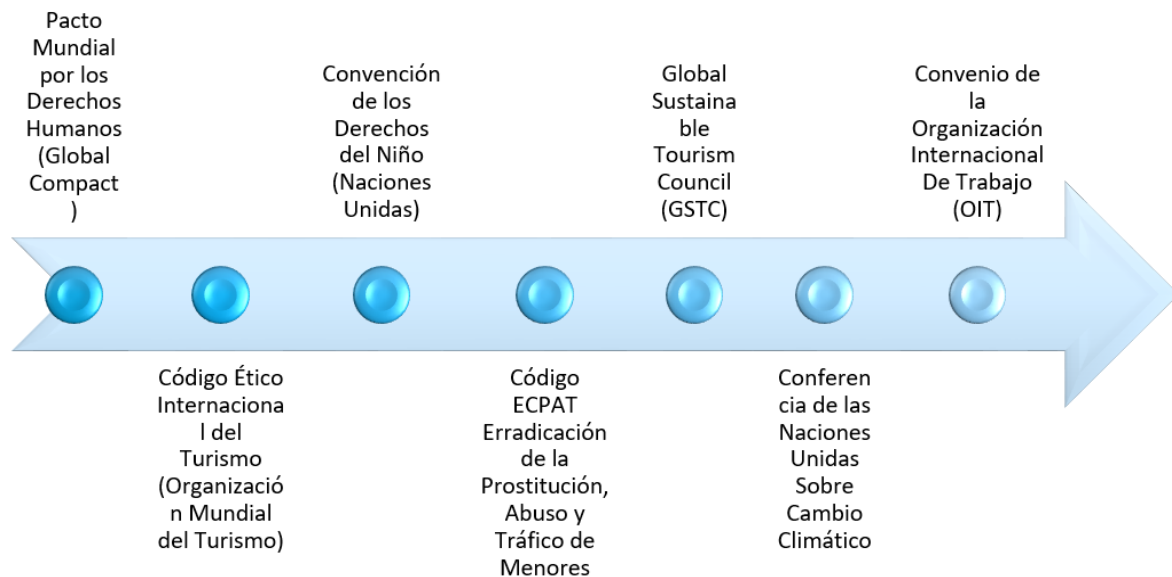 Pacto
Mundial
por los
Derechos
Humanos
(Global
Compact
)
Código Ético
Internaciona
l del
Turismo
(Organizació
n Mundial
del Turismo)
Convención
de los
Derechos
del Niño
(Naciones
Unidas)
Código
ECPAT
Erradicación
de la
Prostitución,
Abuso y
Tráfico de
Menores
Global
Sustaina
ble
Tourism
Council
(GSTC)
Conferen
cia de las
Naciones
Unidas
Sobre
Cambio
Climático
Convenio de
la
Organización
Internacional
De Trabajo
(OIT)